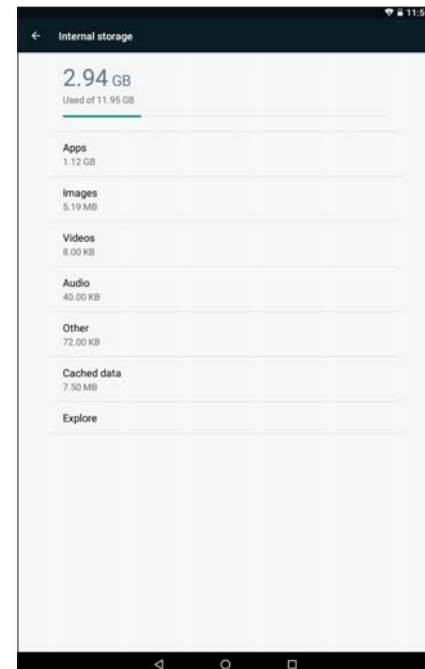 11:5
Internal storage
2.94 GB
Used of 11.95 GB
Apps
1.12 GB
Images
5.19 MB
Videos
8.00 KB
Audio
40.00 KB
Other
72.00 KB
Cached data
7.50 MB
Explore